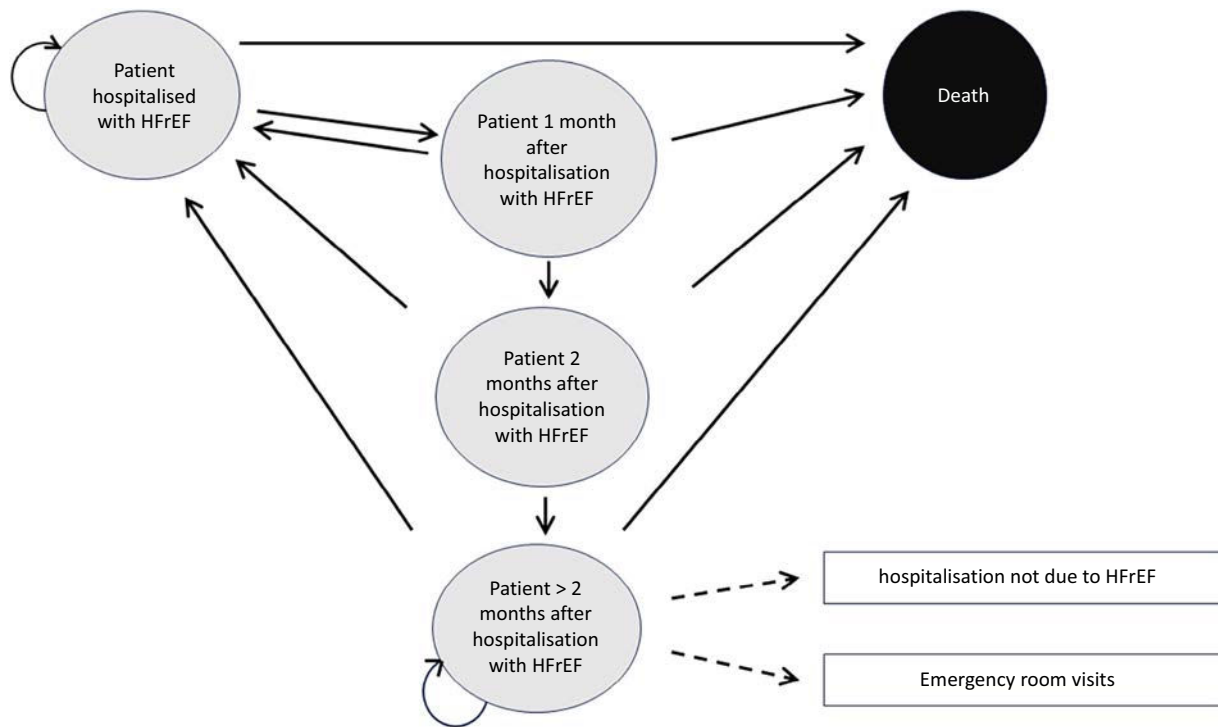 Patient
hospitalised
with HFrEF
Patient 1 month
after
hospitalisation
with HFrEF
Death
Patient 2
months after
hospitalisation
with HFrEF
Patient > 2
months after
hospitalisation
with HFrEF
hospitalisation not due to HFrEF
Emergency room visits